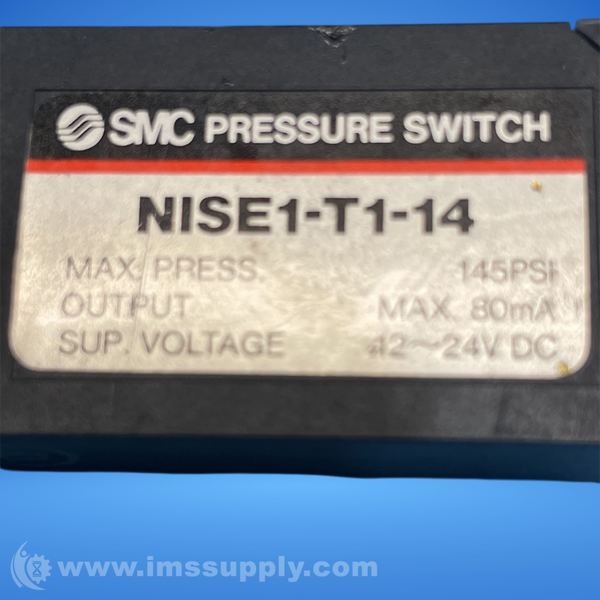 SMC PRESSURE SWITCH
NISE1-T1-14
MAX. PRESS. 145PSI
OUTPUT MAX. 80mA
SUP. VOLTAGE 12~24V DC
www.imssupply.com